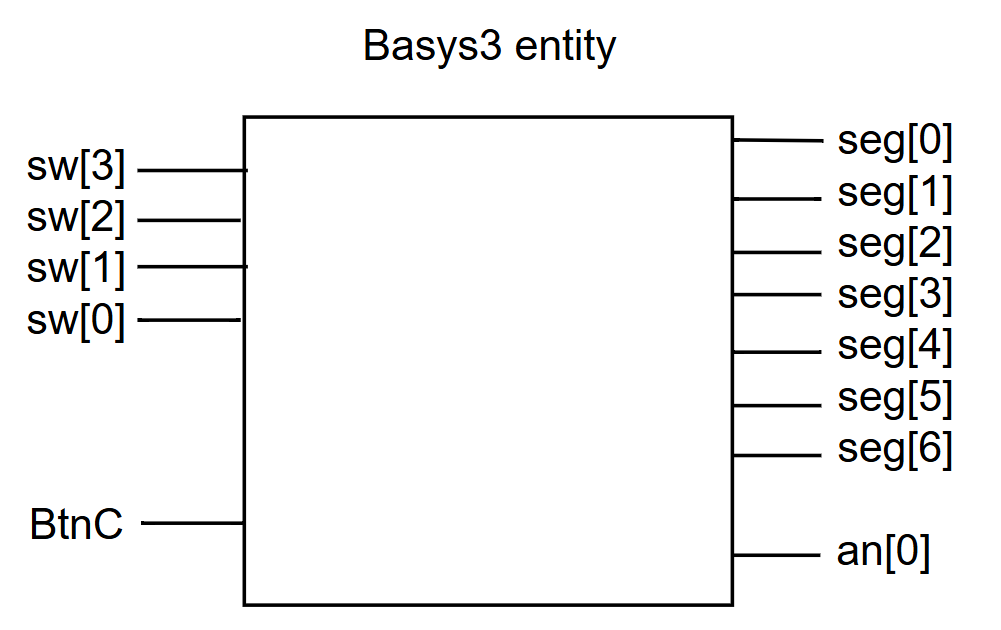 Basys3 entity
sw[3]
sw[2]
sw[1]
sw[0]
BtnC
seg[0]
seg[1]
seg[2]
seg[3]
seg[4]
seg[5]
seg[6]
an[0]